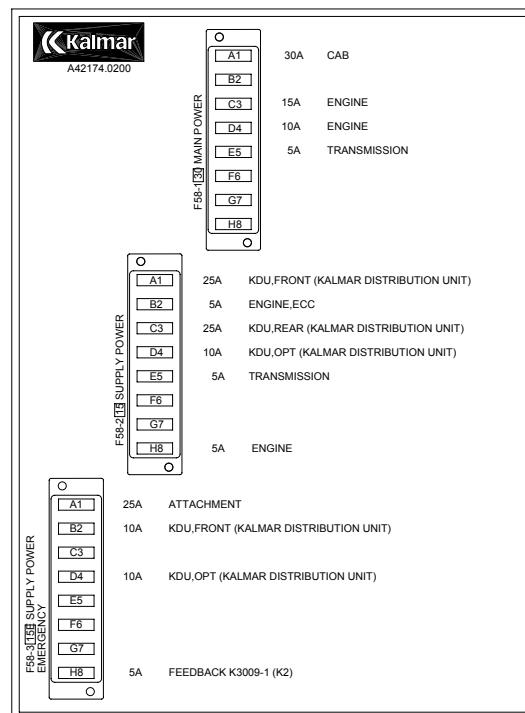 Kalmar
A42174.0200
F58-1 30 MAIN POWER
A1 30A CAB
B2
C3 15A ENGINE
D4 10A ENGINE
E5 5A TRANSMISSION
F6
G7
H8
F58-2 15 SUPPLY POWER
A1 25A KDU,FRONT (KALMAR DISTRIBUTION UNIT)
B2 5A ENGINE,ECC
C3 25A KDU,REAR (KALMAR DISTRIBUTION UNIT)
D4 10A KDU,OPT (KALMAR DISTRIBUTION UNIT)
E5 5A TRANSMISSION
F6
G7
H8 5A ENGINE
F58-3 15E SUPPLY POWER
EMERGENCY
A1 25A ATTACHMENT
B2 10A KDU,FRONT (KALMAR DISTRIBUTION UNIT)
C3
D4 10A KDU,OPT (KALMAR DISTRIBUTION UNIT)
E5
F6
G7
H8 5A FEEDBACK K3009-1 (K2)